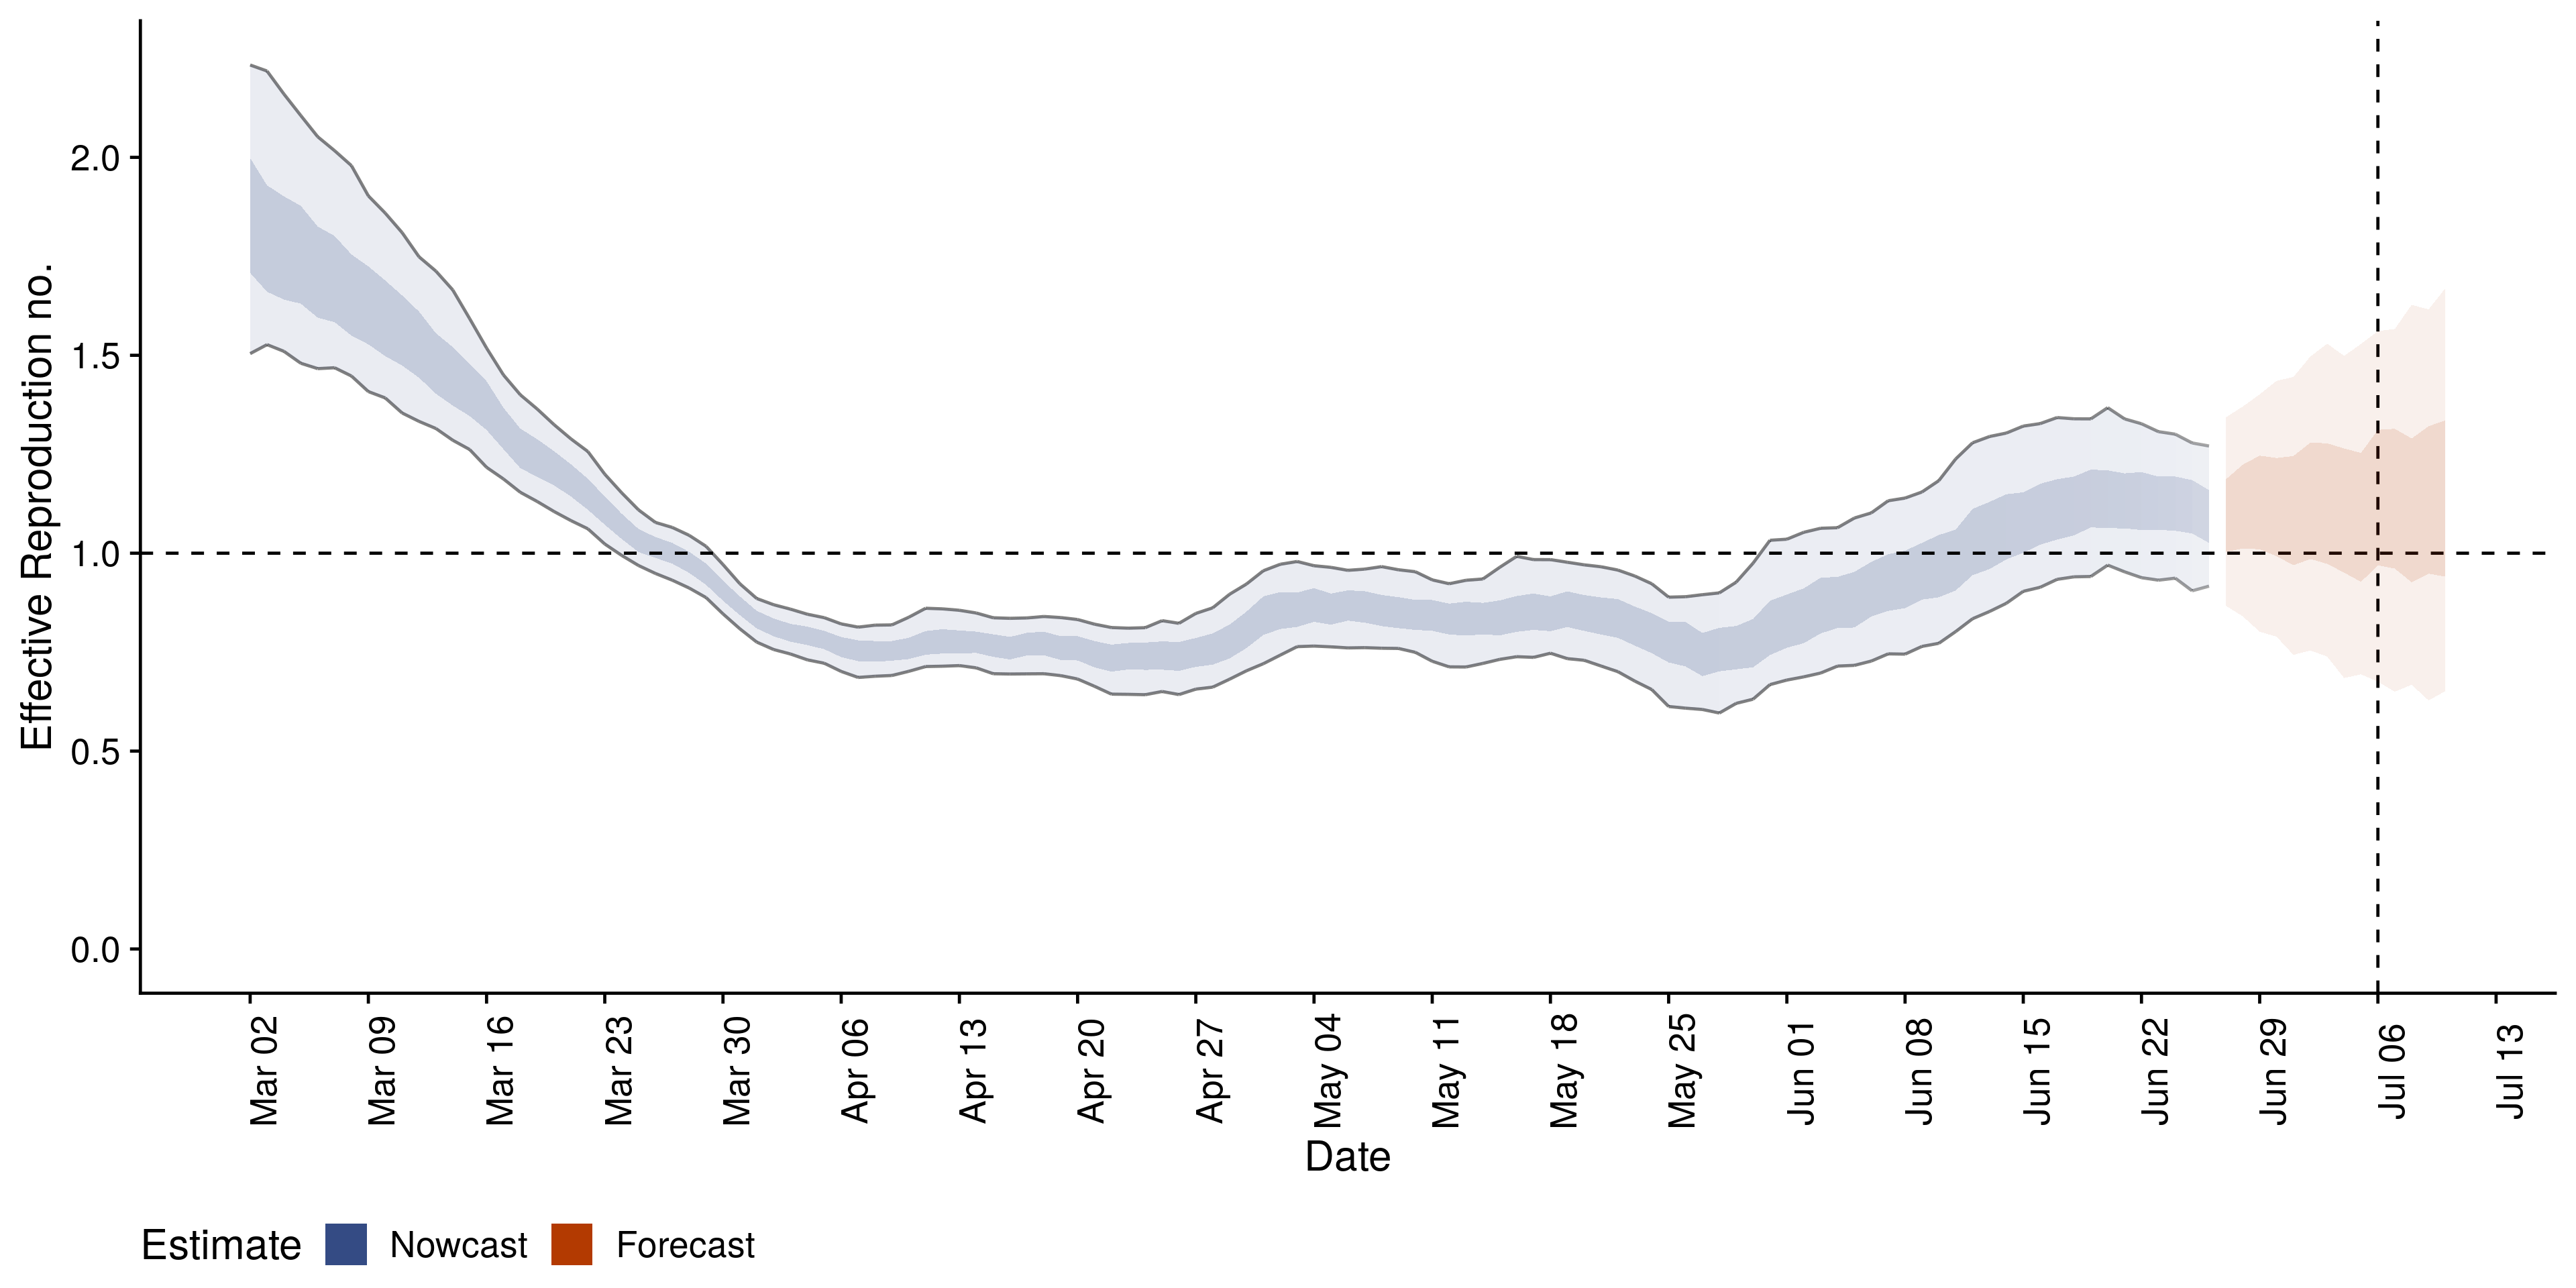 Effective Reproduction no.
2.0
1.5
1.0
0.5
0.0
Mar 02
Mar 09
Mar 16
Mar 23
Mar 30
Apr 06
Apr 13
Apr 20
Apr 27
May 04
May 11
May 18
May 25
Jun 01
Jun 08
Jun 15
Jun 22
Jun 29
Jul 06
Jul 13
Date
Estimate Nowcast Forecast